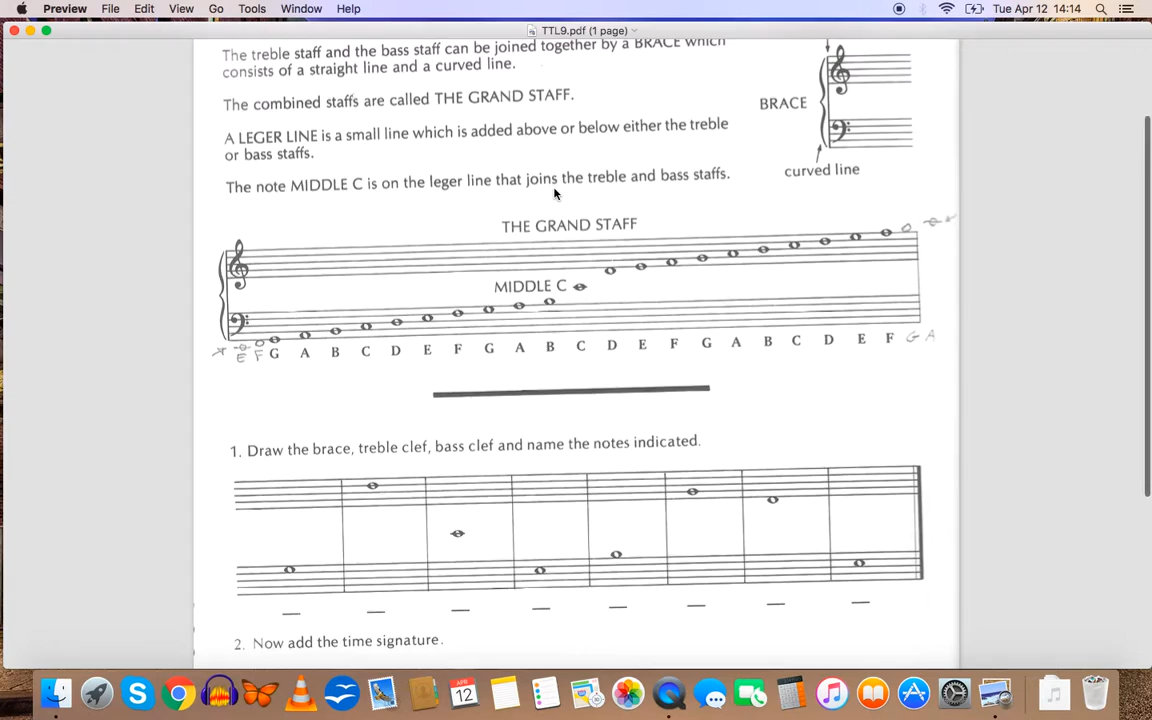 Preview File Edit View Go Tools Window Help Tue Apr 12 14:14
TTL9.pdf (1 page)
The treble staff and the bass staff can be joined together by a BRACE which
consists of a straight line and a curved line.
The combined staffs are called THE GRAND STAFF.
BRACE
A LEGER LINE is a small line which is added above or below either the treble
or bass staffs.
curved line
The note MIDDLE C is on the leger line that joins the treble and bass staffs.
THE GRAND STAFF
MIDDLE C
E F G A B C D E F G A B C D E F G A B C D E F G A
1. Draw the brace, treble clef, bass clef and name the notes indicated.
2. Now add the time signature.
APR
12